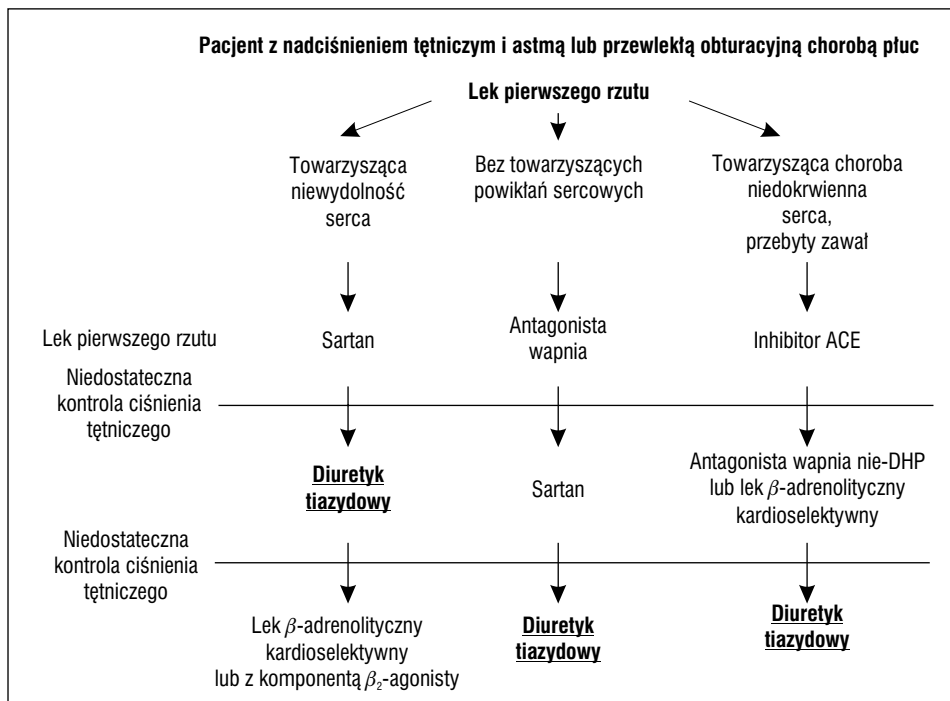 Pacjent z nadciśnieniem tętniczym i astmą lub przewlekłą obturacyjną chorobą płuc
Lek pierwszego rzutu
Towarzysząca
niewydolność
serca
Bez towarzyszących
powikłań sercowych
Towarzysząca choroba
niedokrwienna
serca,
przebyty zawał
Lek pierwszego rzutu
Sartan
Antagonista
wapnia
Inhibitor ACE
Niedostateczna
kontrola ciśnienia
tętniczego
Diuretyk
tiazydowy
Sartan
Antagonista wapnia nie-DHP
lub lek β-adrenolityczny
kardioselektywny
Niedostateczna
kontrola ciśnienia
tętniczego
Lek β-adrenolityczny
kardioselektywny
lub z komponentą β₂-agonisty
Diuretyk
tiazydowy
Diuretyk
tiazydowy